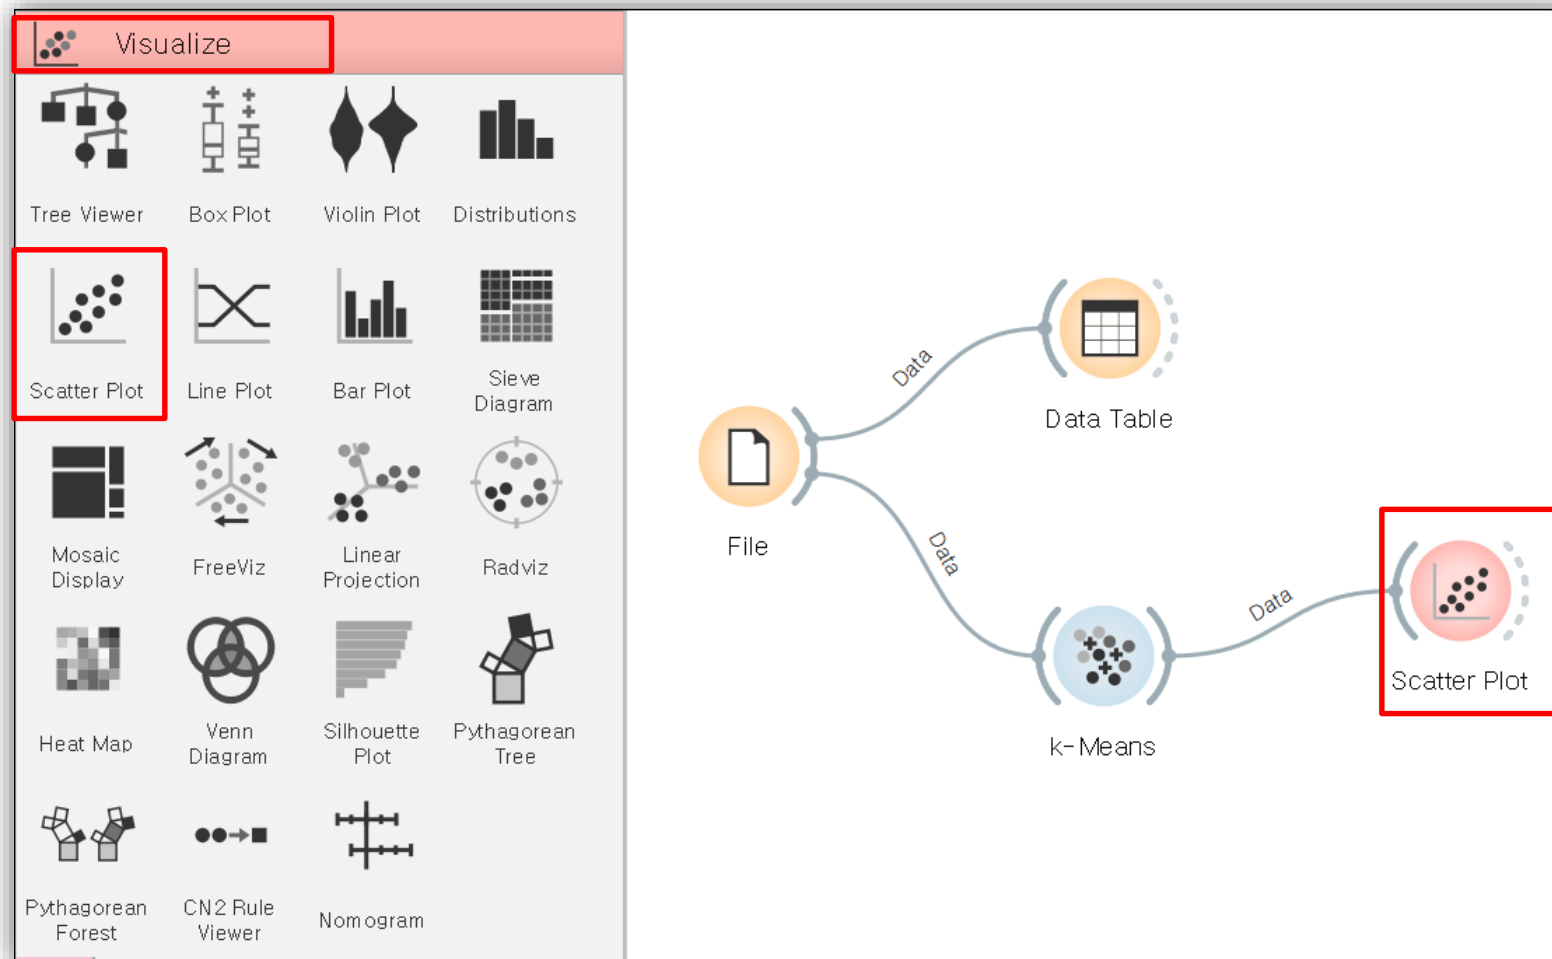 Visualize
Tree Viewer
Box Plot
Violin Plot
Distributions
Scatter Plot
Line Plot
Bar Plot
Sieve
Diagram
Mosaic
Display
FreeViz
Linear
Projection
Radviz
Heat Map
Venn
Diagram
Silhouette
Plot
Pythagorean
Tree
Pythagorean
Forest
CN2 Rule
Viewer
Nomogram
Data
Data Table
File
Data
Data
k-Means
Scatter Plot